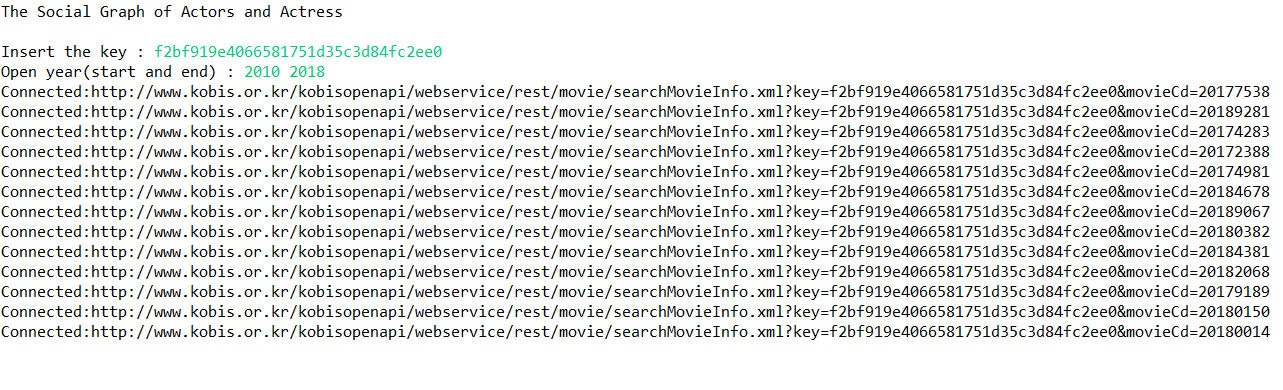 The Social Graph of Actors and Actress
Insert the key : f2bf919e4066581751d35c3d84fc2ee0
Open year(start and end) : 2010 2018
Connected:http://www.kobis.or.kr/kobisopenapi/webservice/rest/movie/searchMovieInfo.xml?key=f2bf919e4066581751d35c3d84fc2ee0&movieCd=20177538
Connected:http://www.kobis.or.kr/kobisopenapi/webservice/rest/movie/searchMovieInfo.xml?key=f2bf919e4066581751d35c3d84fc2ee0&movieCd=20189281
Connected:http://www.kobis.or.kr/kobisopenapi/webservice/rest/movie/searchMovieInfo.xml?key=f2bf919e4066581751d35c3d84fc2ee0&movieCd=20174283
Connected:http://www.kobis.or.kr/kobisopenapi/webservice/rest/movie/searchMovieInfo.xml?key=f2bf919e4066581751d35c3d84fc2ee0&movieCd=20172388
Connected:http://www.kobis.or.kr/kobisopenapi/webservice/rest/movie/searchMovieInfo.xml?key=f2bf919e4066581751d35c3d84fc2ee0&movieCd=20174981
Connected:http://www.kobis.or.kr/kobisopenapi/webservice/rest/movie/searchMovieInfo.xml?key=f2bf919e4066581751d35c3d84fc2ee0&movieCd=20184678
Connected:http://www.kobis.or.kr/kobisopenapi/webservice/rest/movie/searchMovieInfo.xml?key=f2bf919e4066581751d35c3d84fc2ee0&movieCd=20189067
Connected:http://www.kobis.or.kr/kobisopenapi/webservice/rest/movie/searchMovieInfo.xml?key=f2bf919e4066581751d35c3d84fc2ee0&movieCd=20180382
Connected:http://www.kobis.or.kr/kobisopenapi/webservice/rest/movie/searchMovieInfo.xml?key=f2bf919e4066581751d35c3d84fc2ee0&movieCd=20184381
Connected:http://www.kobis.or.kr/kobisopenapi/webservice/rest/movie/searchMovieInfo.xml?key=f2bf919e4066581751d35c3d84fc2ee0&movieCd=20182068
Connected:http://www.kobis.or.kr/kobisopenapi/webservice/rest/movie/searchMovieInfo.xml?key=f2bf919e4066581751d35c3d84fc2ee0&movieCd=20179189
Connected:http://www.kobis.or.kr/kobisopenapi/webservice/rest/movie/searchMovieInfo.xml?key=f2bf919e4066581751d35c3d84fc2ee0&movieCd=20180150
Connected:http://www.kobis.or.kr/kobisopenapi/webservice/rest/movie/searchMovieInfo.xml?key=f2bf919e4066581751d35c3d84fc2ee0&movieCd=20180014